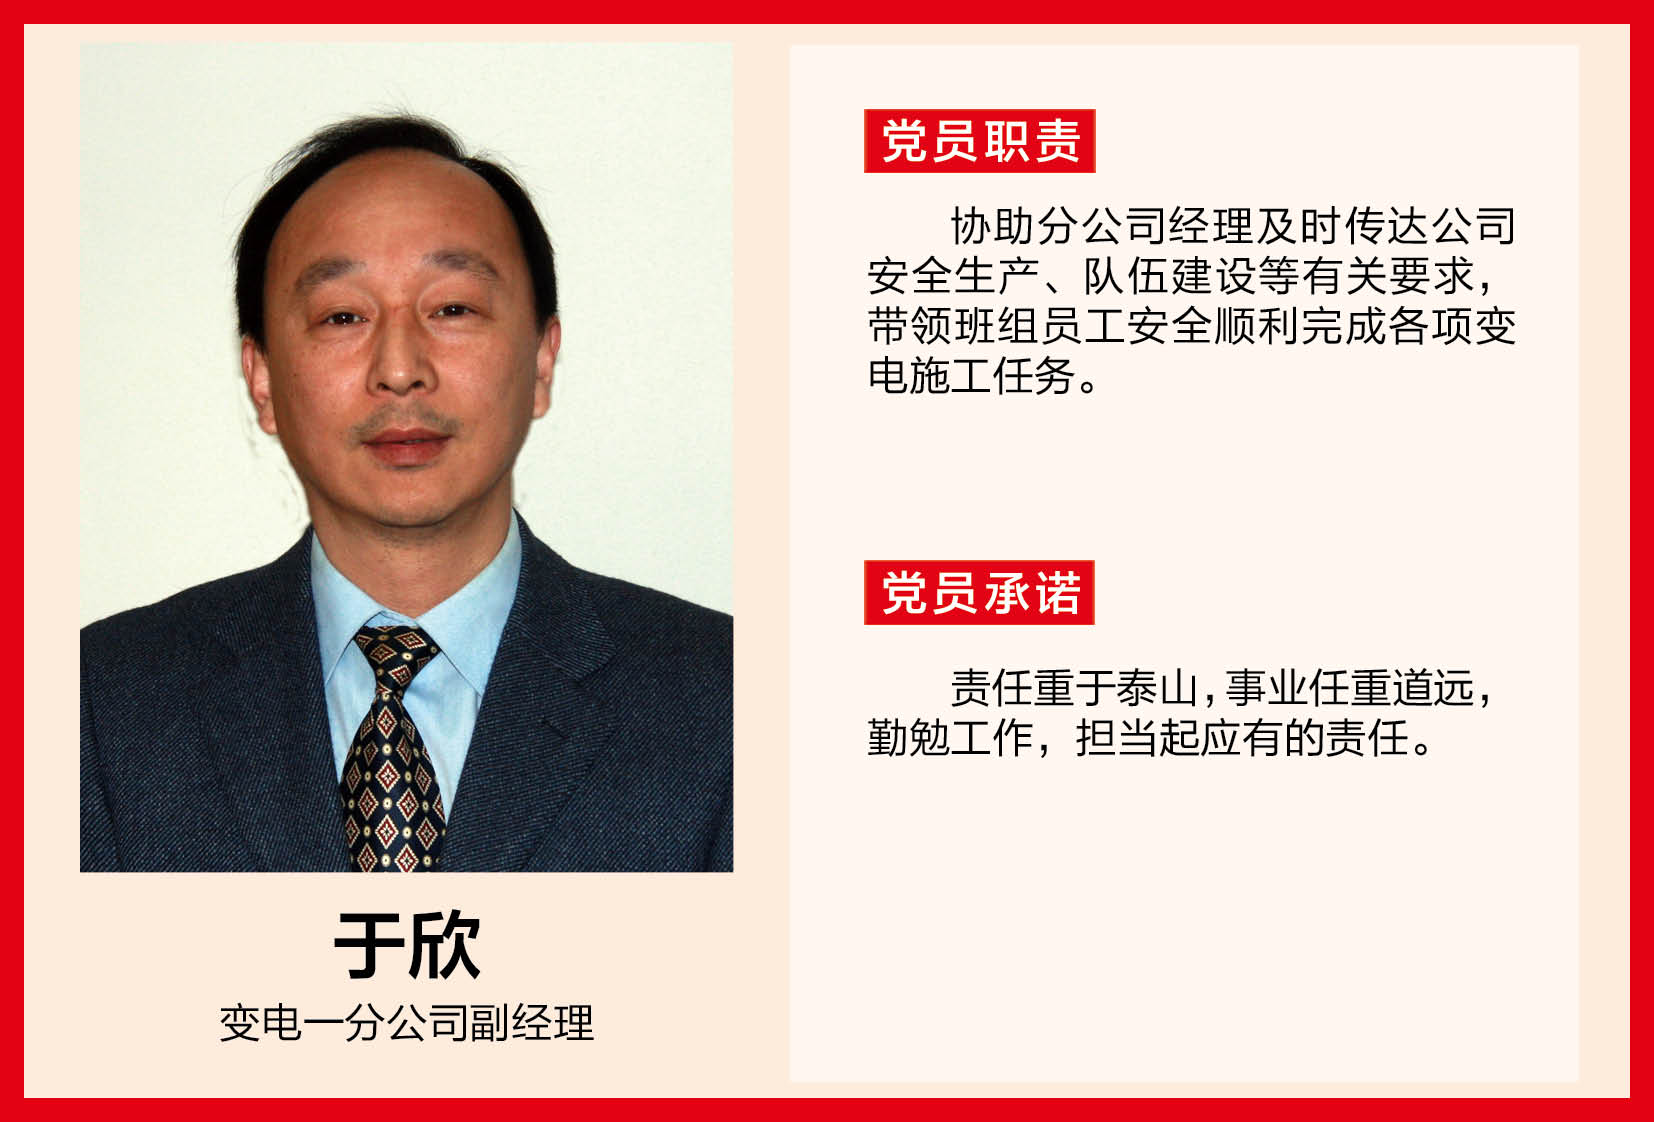 于欣
变电一分公司副经理
党员职责
协助分公司经理及时传达公司
安全生产、队伍建设等有关要求，
带领班组员工安全顺利完成各项变
电施工任务。
党员承诺
责任重于泰山，事业任重道远，
勤勉工作，担当起应有的责任。